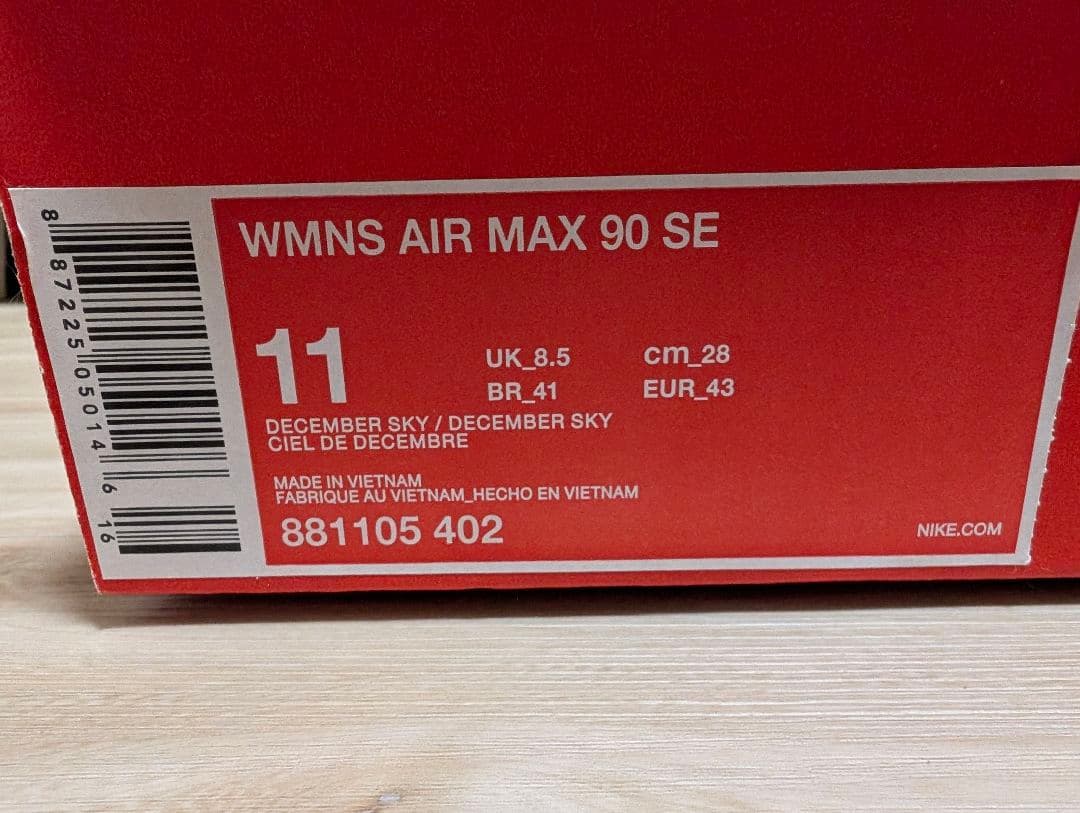 WMNS AIR MAX 90 SE
11
UK_8.5 cm_28
BR_41 EUR_43
DECEMBER SKY / DECEMBER SKY
CIEL DE DECEMBRE
MADE IN VIETNAM
FABRIQUE AU VIETNAM_HECHO EN VIETNAM
881105 402
NIKE.COM
8 87225 05014 6 16